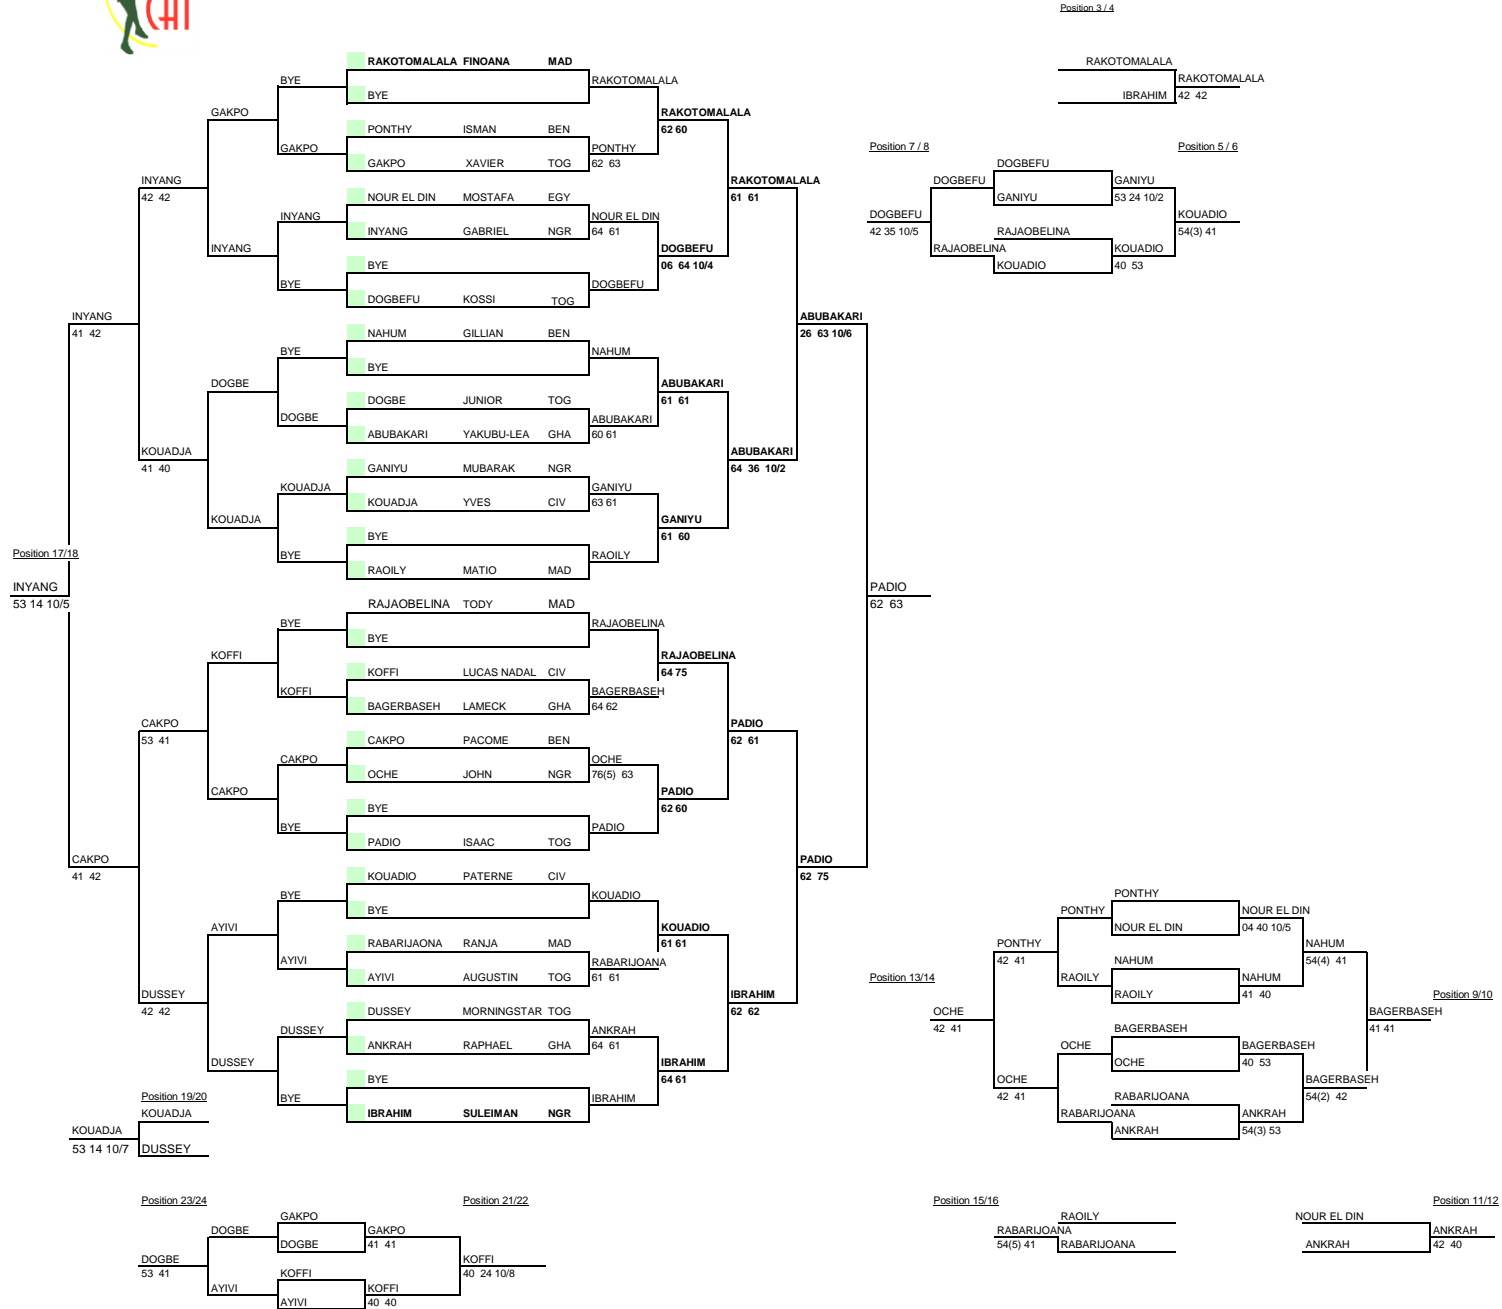 CHI
Position 3 / 4
RAKOTOMALALA FINOANA MAD
RAKOTOMALALA
BYE
RAKOTOMALALA
RAKOTOMALALA
BYE
IBRAHIM
42 42
GAKPO
RAKOTOMALALA
62 60
PONTHY ISMAN BEN
GAKPO
PONTHY
Position 7 / 8
Position 5 / 6
GAKPO XAVIER TOG
62 63
DOGBEFU
INYANG
42 42
RAKOTOMALALA
61 61
DOGBEFU
GANIYU
53 24 10/2
NOUR EL DIN MOSTAFA EGY
GANIYU
INYANG
NOUR EL DIN
64 61
DOGBEFU
42 35 10/5
KOUADIO
54(3) 41
INYANG GABRIEL NGR
RAJAOBELINA
INYANG
DOGBEFU
06 64 10/4
RAJAOBELINA
KOUADIO
40 53
BYE
KOUADIO
BYE
DOGBEFU
DOGBEFU KOSSI TOG
INYANG
41 42
ABUBAKARI
26 63 10/6
NAHUM GILLIAN BEN
BYE
NAHUM
BYE
DOGBE
ABUBAKARI
61 61
DOGBE JUNIOR TOG
DOGBE
ABUBAKARI
60 61
ABUBAKARI YAKUBU-LEA GHA
KOUADJA
41 40
ABUBAKARI
64 36 10/2
GANIYU MUBARAK NGR
KOUADJA
GANIYU
63 61
KOUADJA YVES CIV
KOUADJA
GANIYU
61 60
BYE
Position 17/18
BYE
RAOILY
RAOILY MATIO MAD
INYANG
53 14 10/5
PADIO
62 63
RAJAOBELINA TODY MAD
BYE
RAJAOBELINA
BYE
KOFFI
RAJAOBELINA
64 75
KOFFI LUCAS NADAL CIV
KOFFI
BAGERBASEH
64 62
BAGERBASEH LAMECK GHA
CAKPO
53 41
PADIO
62 61
CAKPO PACOME BEN
CAKPO
OCHE
76(5) 63
OCHE JOHN NGR
CAKPO
PADIO
62 60
BYE
BYE
PADIO
PADIO ISAAC TOG
CAKPO
41 42
PADIO
62 75
KOUADIO PATERNE CIV
BYE
KOUADIO
PONTHY
BYE
PONTHY
NOUR EL DIN
04 40 10/5
AYIVI
KOUADIO
61 61
NOUR EL DIN
RABARIJAONA RANJA MAD
PONTHY
42 41
NAHUM
54(4) 41
AYIVI
RABARIJOANA
61 61
NAHUM
AYIVI AUGUSTIN TOG
Position 13/14
RAOILY
NAHUM
41 40
DUSSEY
42 42
IBRAHIM
62 62
RAOILY
Position 9/10
DUSSEY MORNINGSTAR TOG
OCHE
42 41
BAGERBASEH
41 41
DUSSEY
ANKRAH
64 61
BAGERBASEH
ANKRAH RAPHAEL GHA
OCHE
BAGERBASEH
40 53
DUSSEY
IBRAHIM
64 61
OCHE
BYE
OCHE
42 41
BAGERBASEH
54(2) 42
Position 19/20
BYE
IBRAHIM
RABARIJOANA
KOUADJA
IBRAHIM SULEIMAN NGR
RABARIJOANA
ANKRAH
54(3) 53
KOUADJA
53 14 10/7
ANKRAH
DUSSEY
Position 23/24
Position 21/22
Position 15/16
Position 11/12
GAKPO
RAOILY
NOUR EL DIN
DOGBE
GAKPO
41 41
RABARIJOANA
54(5) 41
ANKRAH
42 40
DOGBE
RABARIJOANA
ANKRAH
DOGBE
53 41
KOFFI
40 24 10/8
KOFFI
AYIVI
KOFFI
40 40
AYIVI